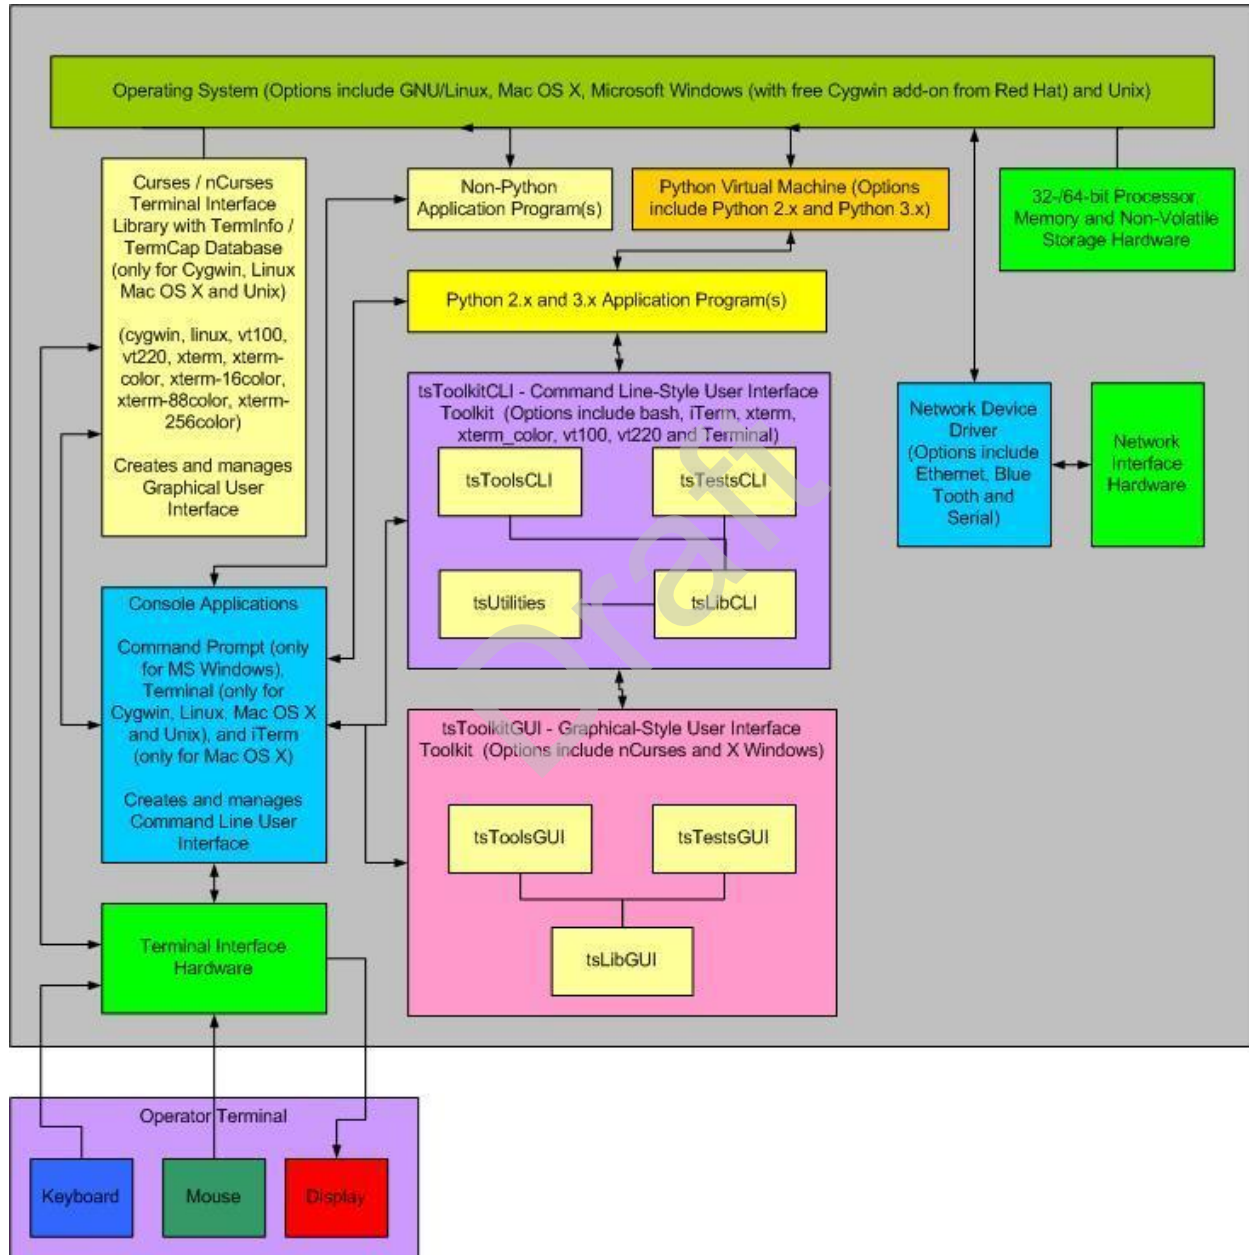 Operating System (Options include GNU/Linux, Mac OS X, Microsoft Windows (with free Cygwin add-on from Red Hat) and Unix)
Curses / nCurses
Terminal Interface
Library with TermInfo /
TermCap Database
(only for Cygwin, Linux
Mac OS X and Unix)
(cygwin, linux, vt100,
vt220, xterm, xterm-
color, xterm-16color,
xterm-88color, xterm-
256color)
Creates and manages
Graphical User
Interface
Non-Python
Application Program(s)
Python Virtual Machine (Options
include Python 2.x and Python 3.x)
32-/64-bit Processor,
Memory and Non-Volatile
Storage Hardware
Python 2.x and 3.x Application Program(s)
tsToolkitCLI - Command Line-Style User Interface
Toolkit (Options include bash, iTerm, xterm,
xterm_color, vt100, vt220 and Terminal)
tsToolsCLI
tsTestsCLI
tsUtilities
tsLibCLI
Network Device
Driver
(Options include
Ethernet, Blue
Tooth and
Serial)
Network
Interface
Hardware
Console Applications
Command Prompt (only
for MS Windows),
Terminal (only for
Cygwin, Linux, Mac OS X
and Unix), and iTerm
(only for Mac OS X)
Creates and manages
Command Line User
Interface
tsToolkitGUI - Graphical-Style User Interface
Toolkit (Options include nCurses and X Windows)
tsToolsGUI
tsTestsGUI
tsLibGUI
Terminal Interface
Hardware
Operator Terminal
Keyboard
Mouse
Display
Draft